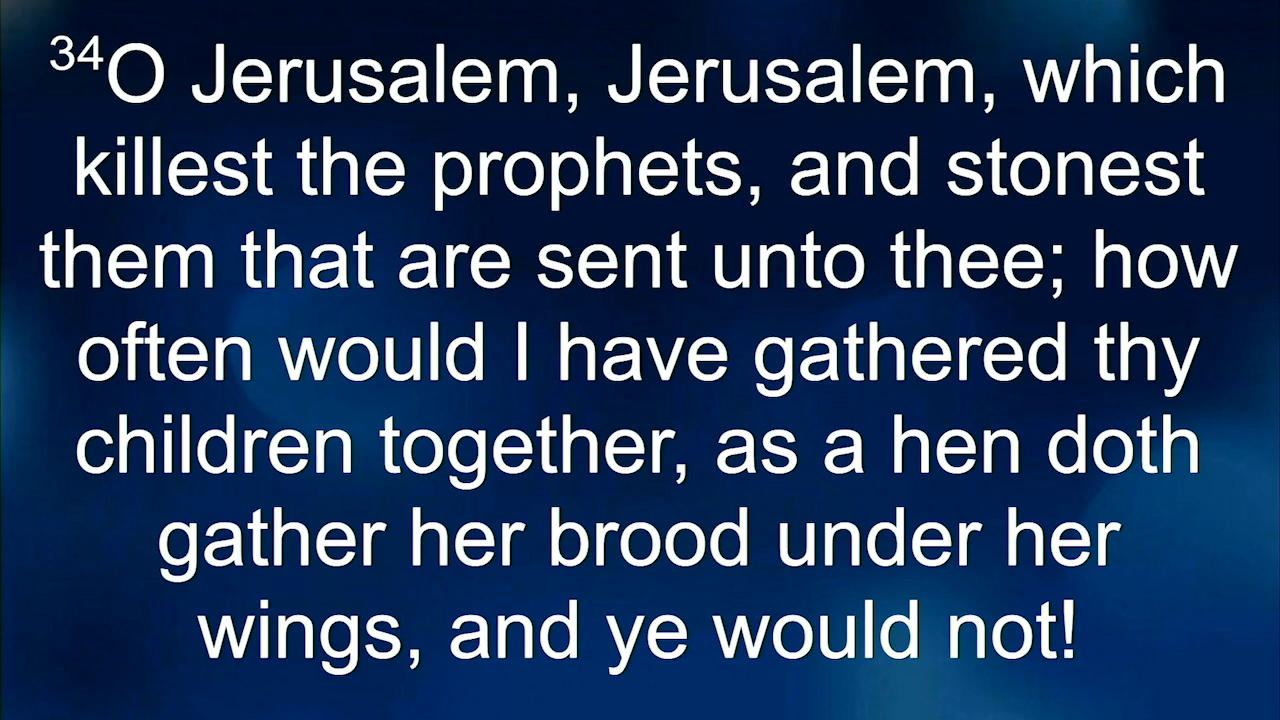 34O Jerusalem, Jerusalem, which
killest the prophets, and stonest
them that are sent unto thee; how
often would I have gathered thy
children together, as a hen doth
gather her brood under her
wings, and ye would not!